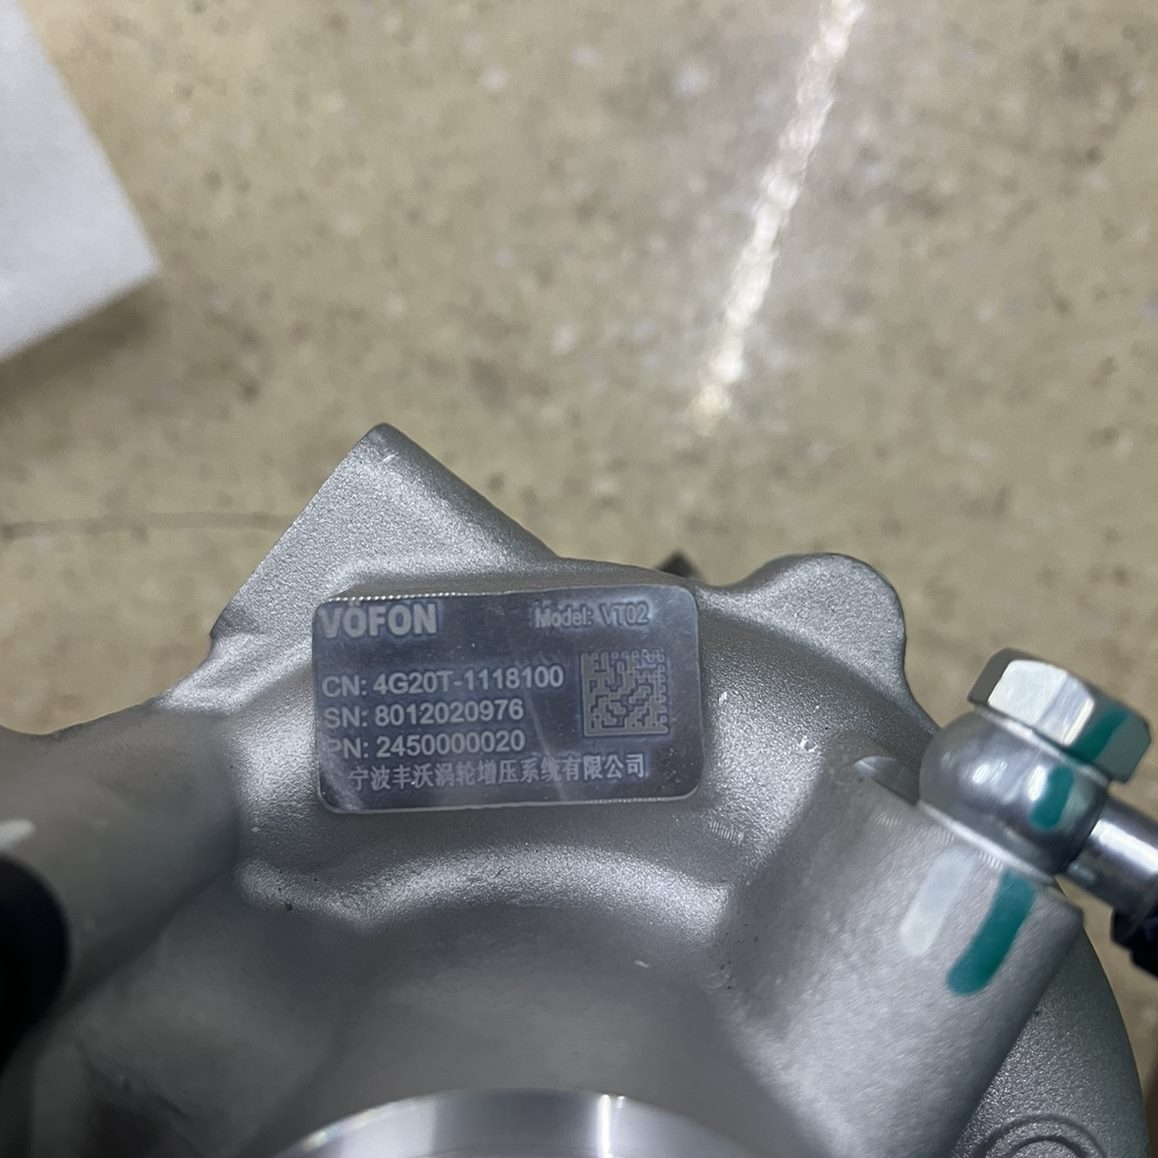 VÖFON Model: VT02
CN: 4G20T-1118100
SN: 8012020976
PN: 2450000020
宁波丰沃涡轮增压系统有限公司